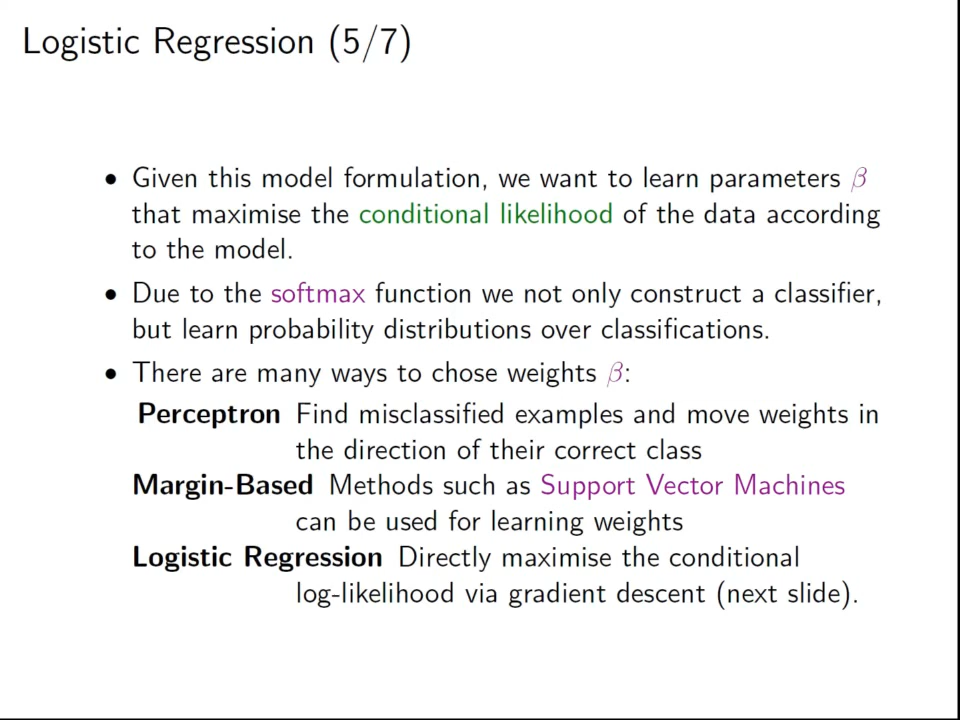 Logistic Regression (5/7)
• Given this model formulation, we want to learn parameters β
that maximise the conditional likelihood of the data according
to the model.
• Due to the softmax function we not only construct a classifier,
but learn probability distributions over classifications.
• There are many ways to chose weights β:
Perceptron Find misclassified examples and move weights in
the direction of their correct class
Margin-Based Methods such as Support Vector Machines
can be used for learning weights
Logistic Regression Directly maximise the conditional
log-likelihood via gradient descent (next slide).